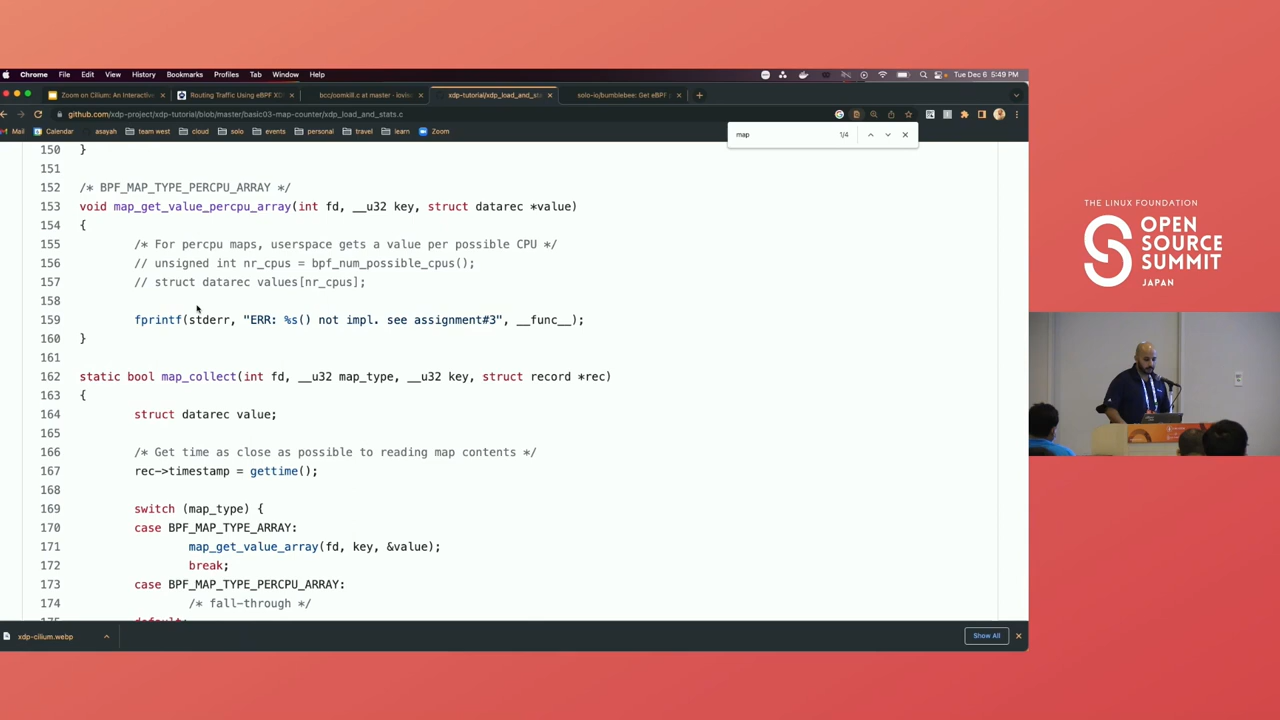 Chrome File Edit View History Bookmarks Profiles Tab Window Help Tue Dec 6 5:49 PM
Zoom on Cilium: An Interactive Routing Traffic Using eBPF XD bcc/oomkill.c at master · iovis xdp-tutorial/xdp_load_and_sta solo-io/bumblebee: Get eBPF
github.com/xdp-project/xdp-tutorial/blob/master/basic03-map-counter/xdp_load_and_stats.c
Mail Calendar asayah team west cloud solo events personal travel learn Zoom
map 1/4
150 }
151
152 /* BPF_MAP_TYPE_PERCPU_ARRAY */
153 void map_get_value_percpu_array(int fd, __u32 key, struct datarec *value)
154 {
155 /* For percpu maps, userspace gets a value per possible CPU */
156 // unsigned int nr_cpus = bpf_num_possible_cpus();
157 // struct datarec values[nr_cpus];
158
159 fprintf(stderr, "ERR: %s() not impl. see assignment#3", __func__);
160 }
161
162 static bool map_collect(int fd, __u32 map_type, __u32 key, struct record *rec)
163 {
164 struct datarec value;
165
166 /* Get time as close as possible to reading map contents */
167 rec->timestamp = gettime();
168
169 switch (map_type) {
170 case BPF_MAP_TYPE_ARRAY:
171 map_get_value_array(fd, key, &value);
172 break;
173 case BPF_MAP_TYPE_PERCPU_ARRAY:
174 /* fall-through */
xdp-cilium.webp
Show All
THE LINUX FOUNDATION
OPEN
SOURCE
SUMMIT
JAPAN